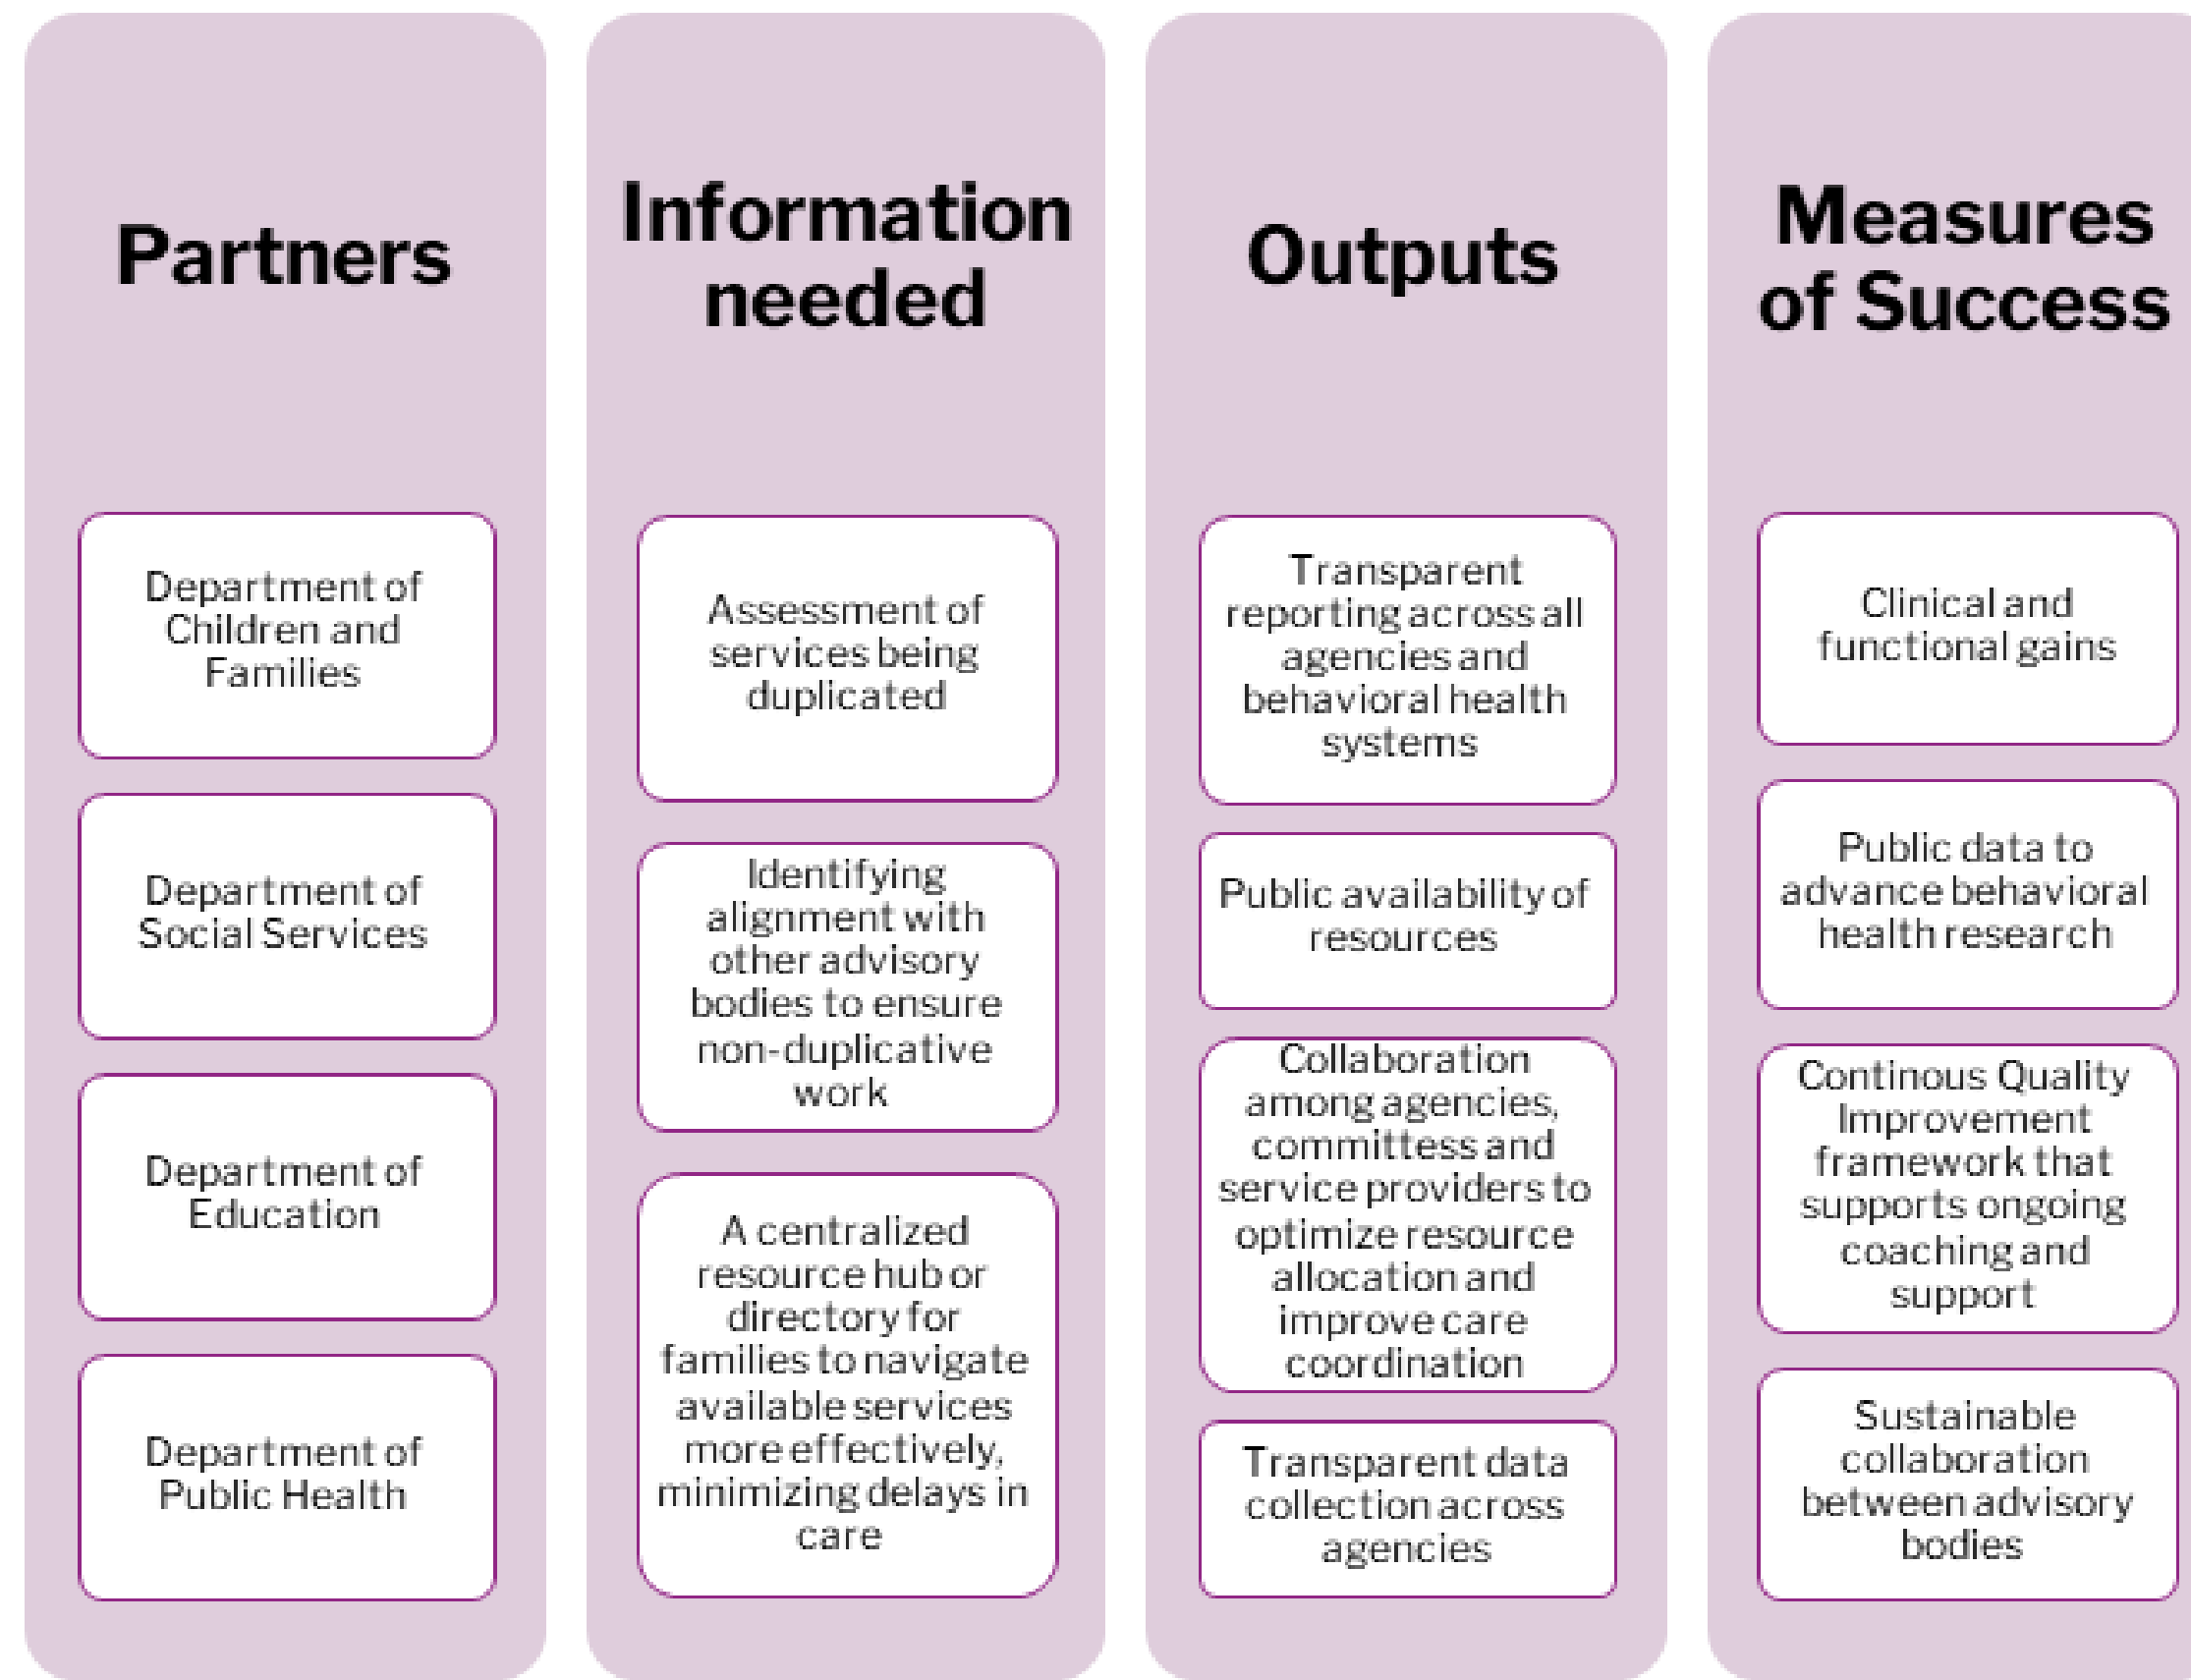 Partners
Department of
Children and
Families
Department of
Social Services
Department of
Education
Department of
Public Health
Information
needed
Assessment of
services being
duplicated
Identifying
alignment with
other advisory
bodies to ensure
non-duplicative
work
A centralized
resource hub or
directory for
families to navigate
available services
more effectively,
minimizing delays in
care
Outputs
Transparent
reporting across all
agencies and
behavioral health
systems
Public availability of
resources
Collaboration
among agencies,
committess and
service providers to
optimize resource
allocation and
improve care
coordination
Transparent data
collection across
agencies
Measures
of Success
Clinical and
functional gains
Public data to
advance behavioral
health research
Continous Quality
Improvement
framework that
supports ongoing
coaching and
support
Sustainable
collaboration
between advisory
bodies